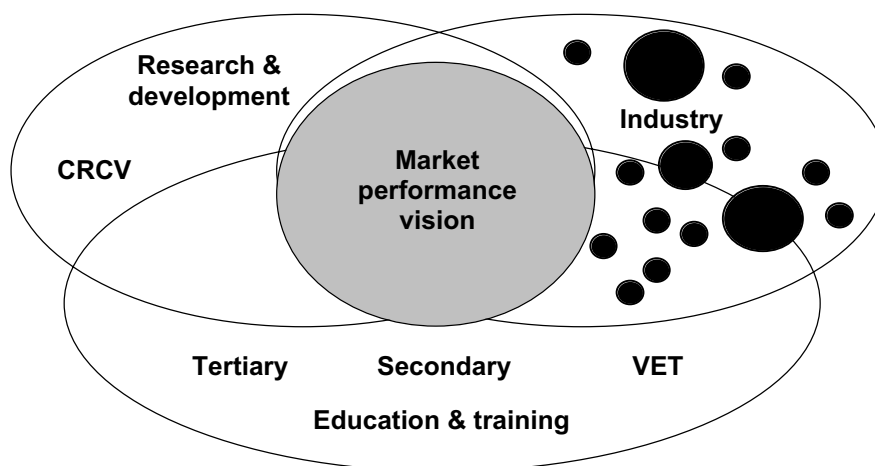 Research &
development
Industry
CRCV
Market
performance
vision
Tertiary
Secondary
VET
Education & training